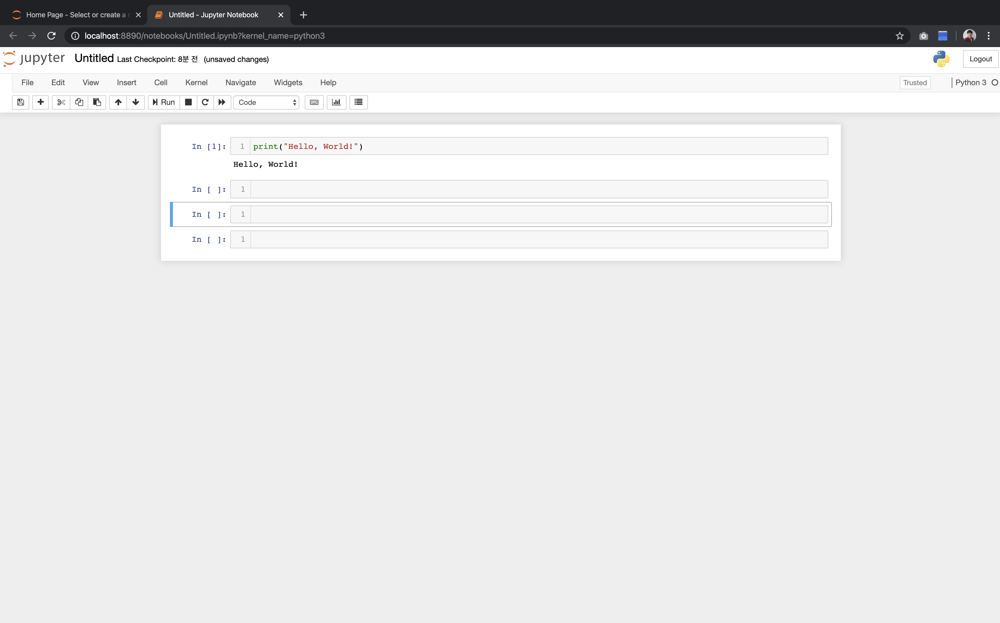 Home Page - Select or create a
Untitled - Jupyter Notebook
localhost:8890/notebooks/Untitled.ipynb?kernel_name=python3
jupyter Untitled Last Checkpoint: 8분 전 (unsaved changes)
Logout
File Edit View Insert Cell Kernel Navigate Widgets Help
Trusted Python 3
Run Code
In [1]: 1 print("Hello, World!")
Hello, World!
In [ ]: 1
In [ ]: 1
In [ ]: 1